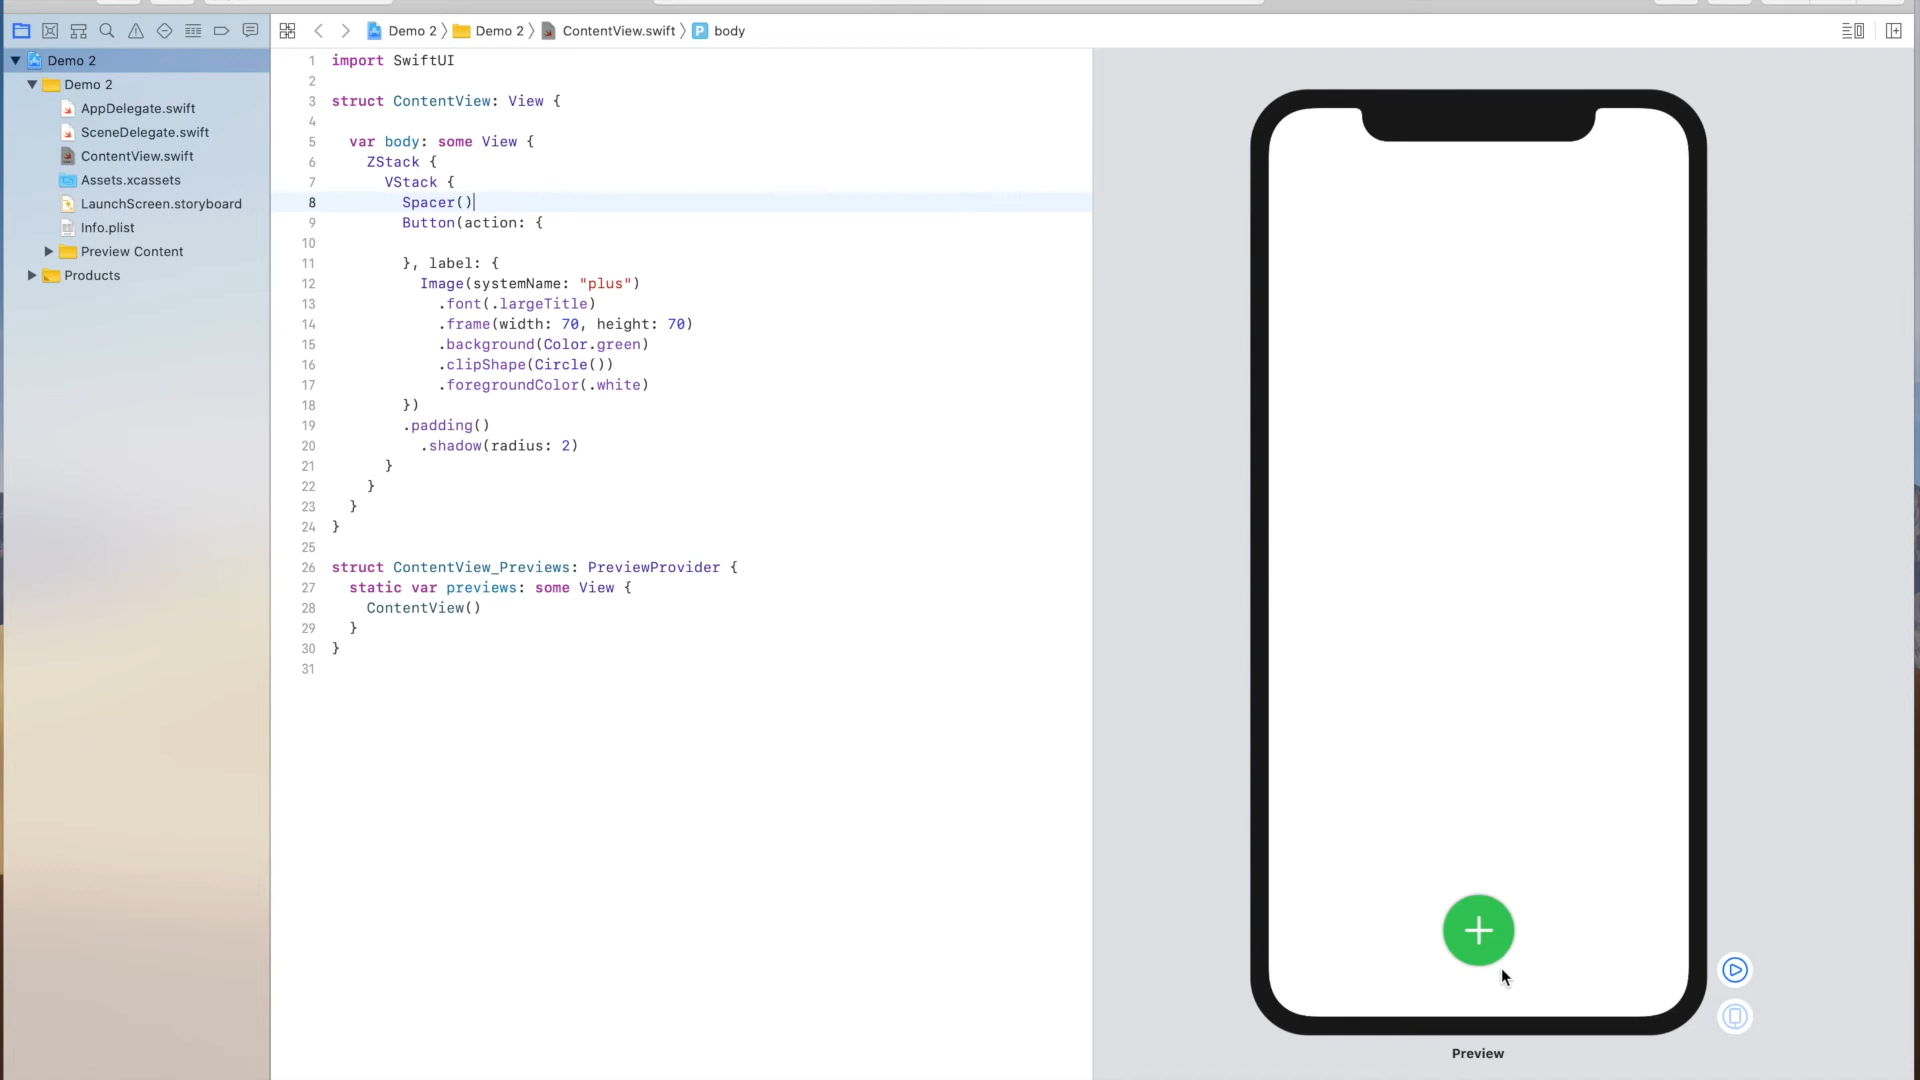 Demo 2 〉 Demo 2 〉 ContentView.swift 〉 P body
Demo 2
Demo 2
AppDelegate.swift
SceneDelegate.swift
ContentView.swift
Assets.xcassets
LaunchScreen.storyboard
Info.plist
Preview Content
Products
1 import SwiftUI
2
3 struct ContentView: View {
4
5   var body: some View {
6     ZStack {
7       VStack {
8         Spacer()
9         Button(action: {
10
11         }, label: {
12           Image(systemName: "plus")
13             .font(.largeTitle)
14             .frame(width: 70, height: 70)
15             .background(Color.green)
16             .clipShape(Circle())
17             .foregroundColor(.white)
18         })
19         .padding()
20           .shadow(radius: 2)
21       }
22     }
23   }
24 }
25
26 struct ContentView_Previews: PreviewProvider {
27   static var previews: some View {
28     ContentView()
29   }
30 }
31
Preview